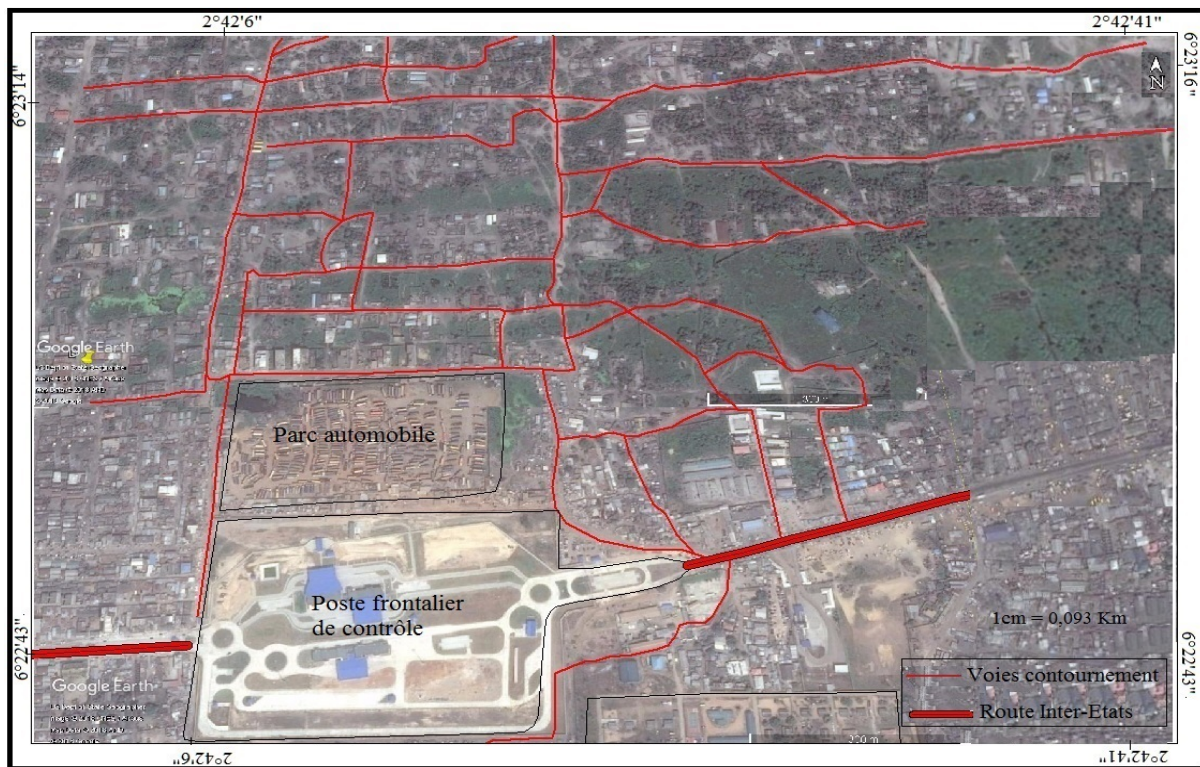 2°42'6"
2°42'41"
6°23'14"
6°23'16"
N
Google Earth
300 m
Parc automobile
Poste frontalier
de contrôle
1cm = 0,093 Km
6°22'43"
6°22'43"
Google Earth
Voies contournement
Route Inter-Etats
300 m
2°42'6"
2°42'41"